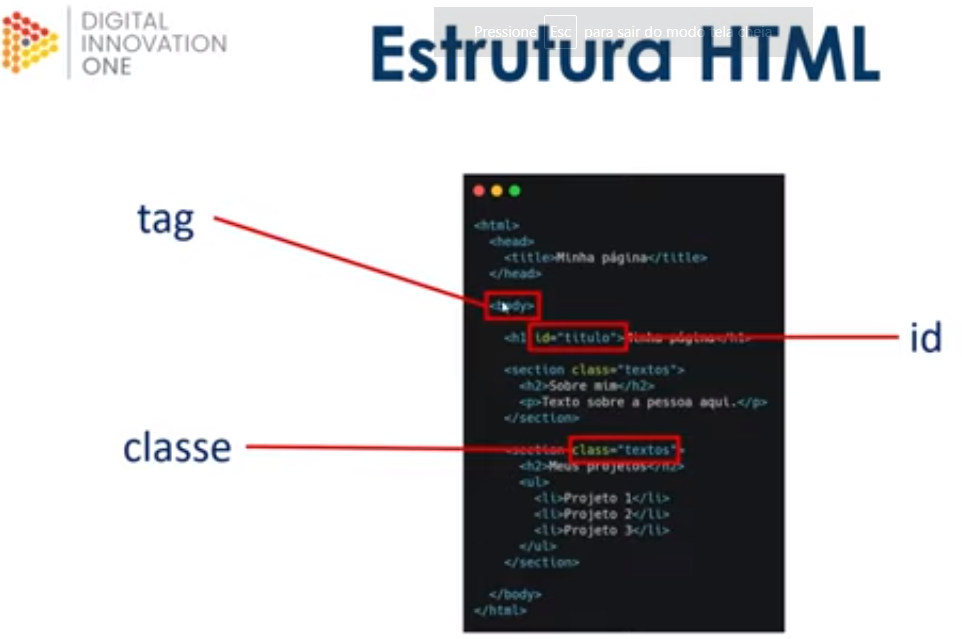 DIGITAL
INNOVATION
ONE
Pressione Esc para sair do modo tela cheia
Estrutura HTML
tag
id
classe
<html>
<head>
<title>Minha página</title>
</head>
<body>
<h1 id="titulo">Minha página</h1>
<section class="textos">
<h2>Sobre mim</h2>
<p>Texto sobre a pessoa aqui.</p>
</section>
<section class="textos">
<h2>Meus projetos</h2>
<ul>
<li>Projeto 1</li>
<li>Projeto 2</li>
<li>Projeto 3</li>
</ul>
</section>
</body>
</html>